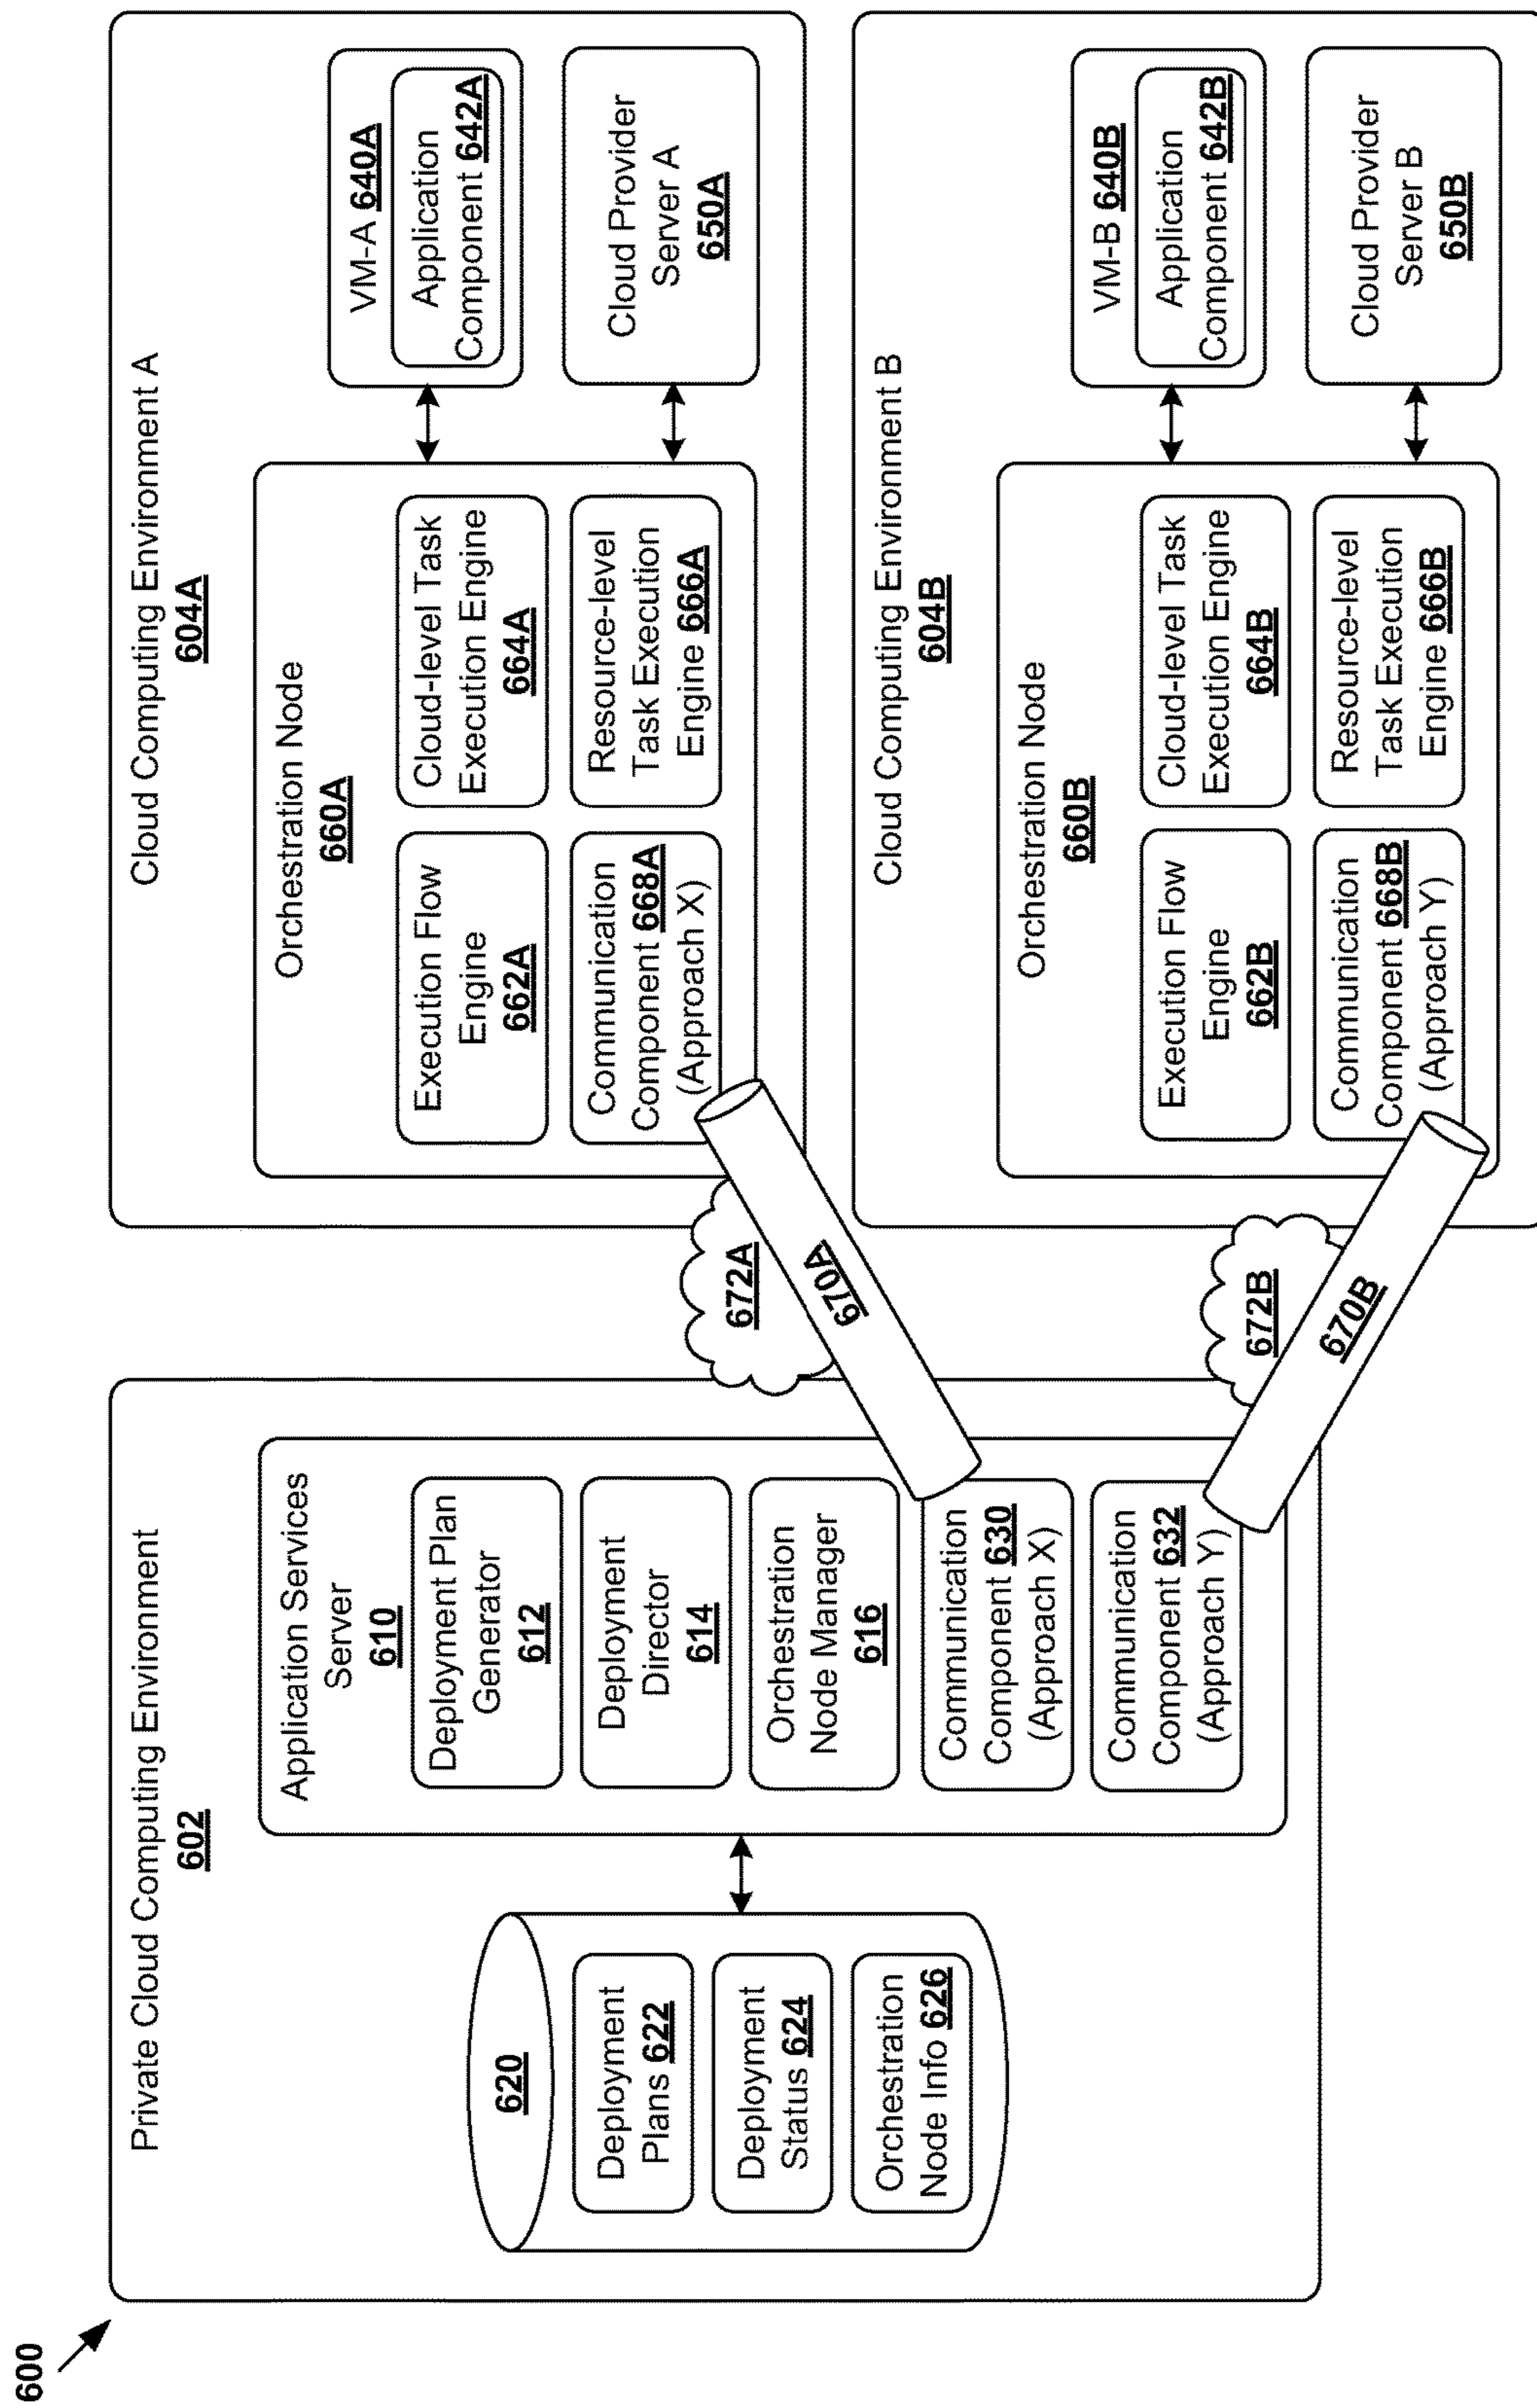 600
Private Cloud Computing Environment
602
620
Deployment
Plans 622
Deployment
Status 624
Orchestration
Node Info 626
Application Services
Server
610
Deployment Plan
Generator
612
Deployment
Director
614
Orchestration
Node Manager
616
Communication
Component 630
(Approach X)
Communication
Component 632
(Approach Y)
672A
670A
672B
670B
Cloud Computing Environment A
604A
Orchestration Node
660A
Execution Flow
Engine
662A
Cloud-level Task
Execution Engine
664A
Communication
Component 668A
(Approach X)
Resource-level
Task Execution
Engine 666A
VM-A 640A
Application
Component 642A
Cloud Provider
Server A
650A
Cloud Computing Environment B
604B
Orchestration Node
660B
Execution Flow
Engine
662B
Cloud-level Task
Execution Engine
664B
Communication
Component 668B
(Approach Y)
Resource-level
Task Execution
Engine 666B
VM-B 640B
Application
Component 642B
Cloud Provider
Server B
650B